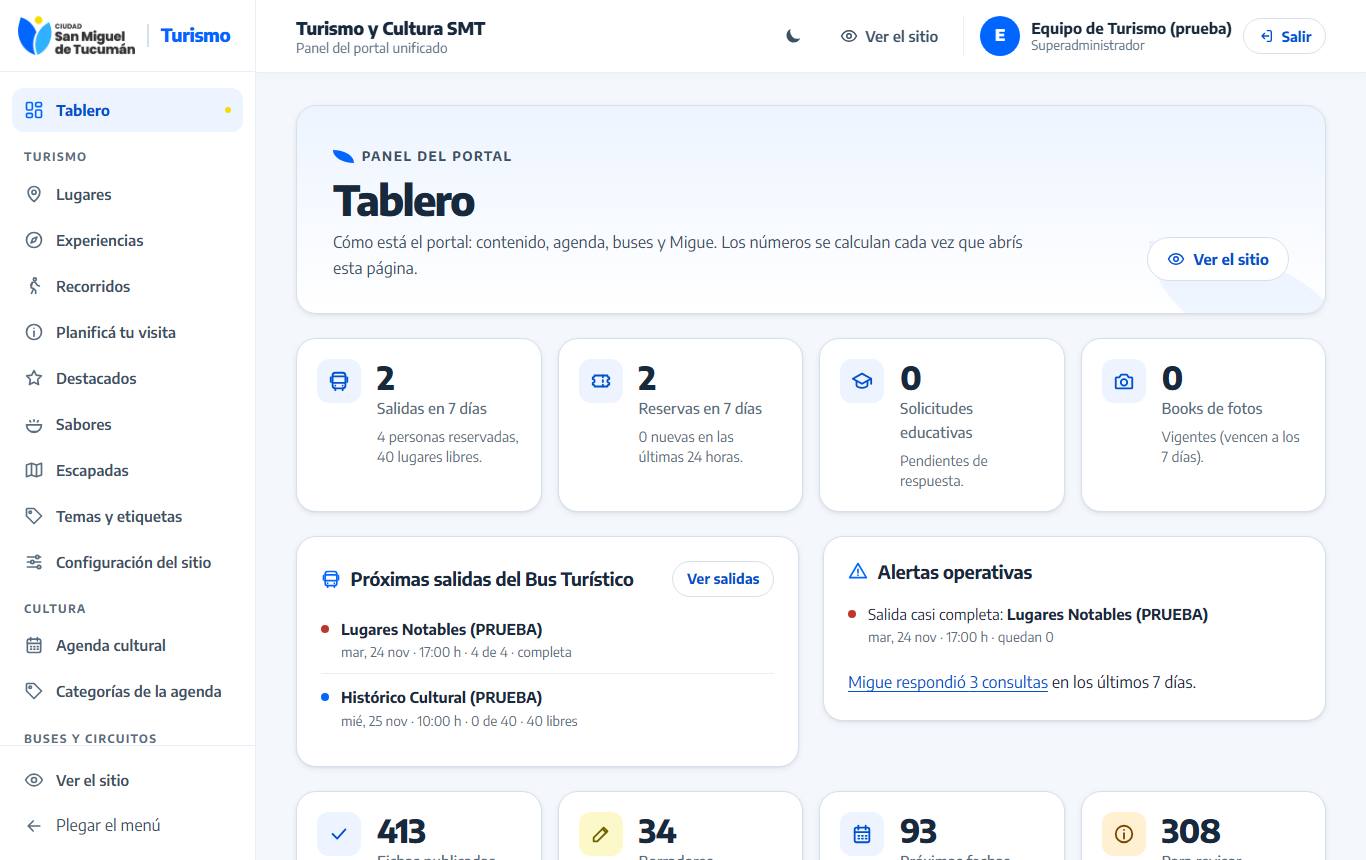 CIUDAD
San Miguel
de Tucumán
Turismo
Turismo y Cultura SMT
Panel del portal unificado
Ver el sitio
E
Equipo de Turismo (prueba)
Superadministrador
Salir
Tablero
TURISMO
Lugares
Experiencias
Recorridos
Planificá tu visita
Destacados
Sabores
Escapadas
Temas y etiquetas
Configuración del sitio
CULTURA
Agenda cultural
Categorías de la agenda
BUSES Y CIRCUITOS
Ver el sitio
Plegar el menú
PANEL DEL PORTAL
Tablero
Cómo está el portal: contenido, agenda, buses y Migue. Los números se calculan cada vez que abrís
esta página.
Ver el sitio
2
Salidas en 7 días
4 personas reservadas,
40 lugares libres.
2
Reservas en 7 días
0 nuevas en las
últimas 24 horas.
0
Solicitudes
educativas
Pendientes de
respuesta.
0
Books de fotos
Vigentes (vencen a los
7 días).
Próximas salidas del Bus Turístico
Ver salidas
Lugares Notables (PRUEBA)
mar, 24 nov · 17:00 h · 4 de 4 · completa
Histórico Cultural (PRUEBA)
mié, 25 nov · 10:00 h · 0 de 40 · 40 libres
Alertas operativas
Salida casi completa: Lugares Notables (PRUEBA)
mar, 24 nov · 17:00 h · quedan 0
Migue respondió 3 consultas en los últimos 7 días.
413
Fichas publicadas
34
Borradores
93
Próximas fechas
308
Para revisar